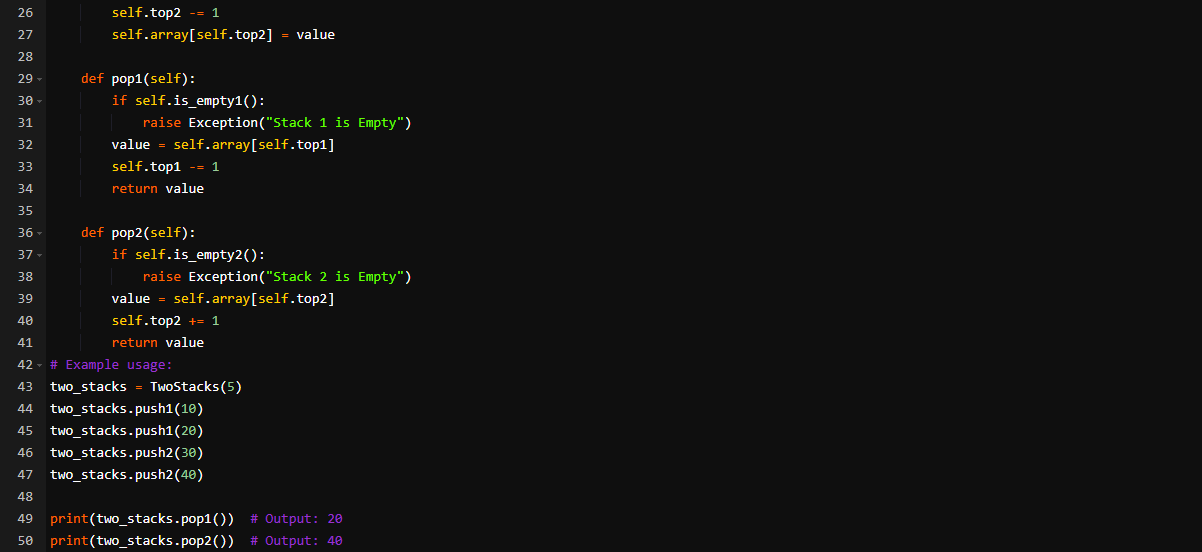 26         self.top2 -= 1
27         self.array[self.top2] = value
28
29     def pop1(self):
30         if self.is_empty1():
31             raise Exception("Stack 1 is Empty")
32         value = self.array[self.top1]
33         self.top1 -= 1
34         return value
35
36     def pop2(self):
37         if self.is_empty2():
38             raise Exception("Stack 2 is Empty")
39         value = self.array[self.top2]
40         self.top2 += 1
41         return value
42 # Example usage:
43 two_stacks = TwoStacks(5)
44 two_stacks.push1(10)
45 two_stacks.push1(20)
46 two_stacks.push2(30)
47 two_stacks.push2(40)
48
49 print(two_stacks.pop1())  # Output: 20
50 print(two_stacks.pop2())  # Output: 40